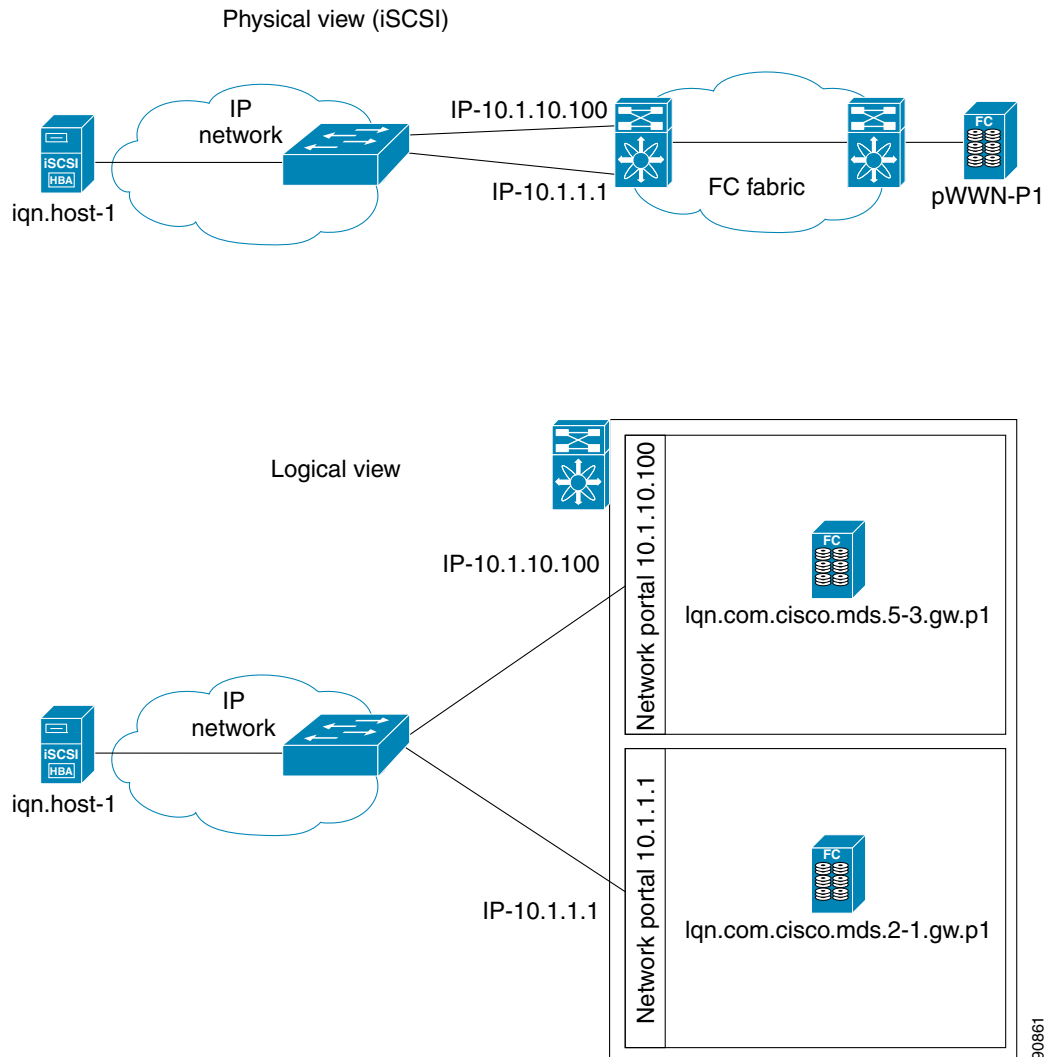 Physical view (iSCSI)
IP
network
IP-10.1.10.100
IP-10.1.1.1
iSCSI
HBA
iqn.host-1
FC fabric
FC
pWWN-P1
Logical view
IP-10.1.10.100
Network portal 10.1.10.100
FC
lqn.com.cisco.mds.5-3.gw.p1
IP
network
iSCSI
HBA
iqn.host-1
IP-10.1.1.1
Network portal 10.1.1.1
FC
lqn.com.cisco.mds.2-1.gw.p1
90861